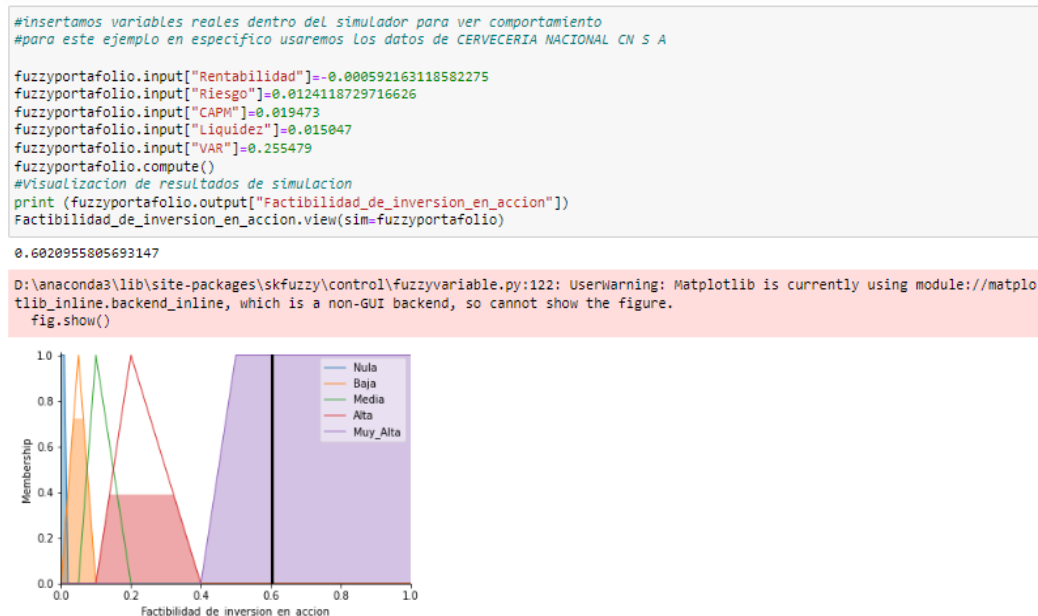 #insertamos variables reales dentro del simulador para ver comportamiento
#para este ejemplo en especifico usaremos los datos de CERVECERIA NACIONAL CN S A
fuzzyportafolio.input["Rentabilidad"]=-0.000592163118582275
fuzzyportafolio.input["Riesgo"]=0.0124118729716626
fuzzyportafolio.input["CAPM"]=0.019473
fuzzyportafolio.input["Liquidez"]=0.015047
fuzzyportafolio.input["VAR"]=0.255479
fuzzyportafolio.compute()
#Visualizacion de resultados de simulacion
print (fuzzyportafolio.output["Factibilidad_de_inversion_en_accion"])
Factibilidad_de_inversion_en_accion.view(sim=fuzzyportafolio)
0.6020955805693147
D:\anaconda3\lib\site-packages\skfuzzy\control\fuzzyvariable.py:122: UserWarning: Matplotlib is currently using module://matplo
tlib_inline.backend_inline, which is a non-GUI backend, so cannot show the figure.
fig.show()
1.0
0.8
0.6
0.4
0.2
0.0
Membership
Nula
Baja
Media
Alta
Muy_Alta
0.0 0.2 0.4 0.6 0.8 1.0
Factibilidad_de_inversion_en_accion